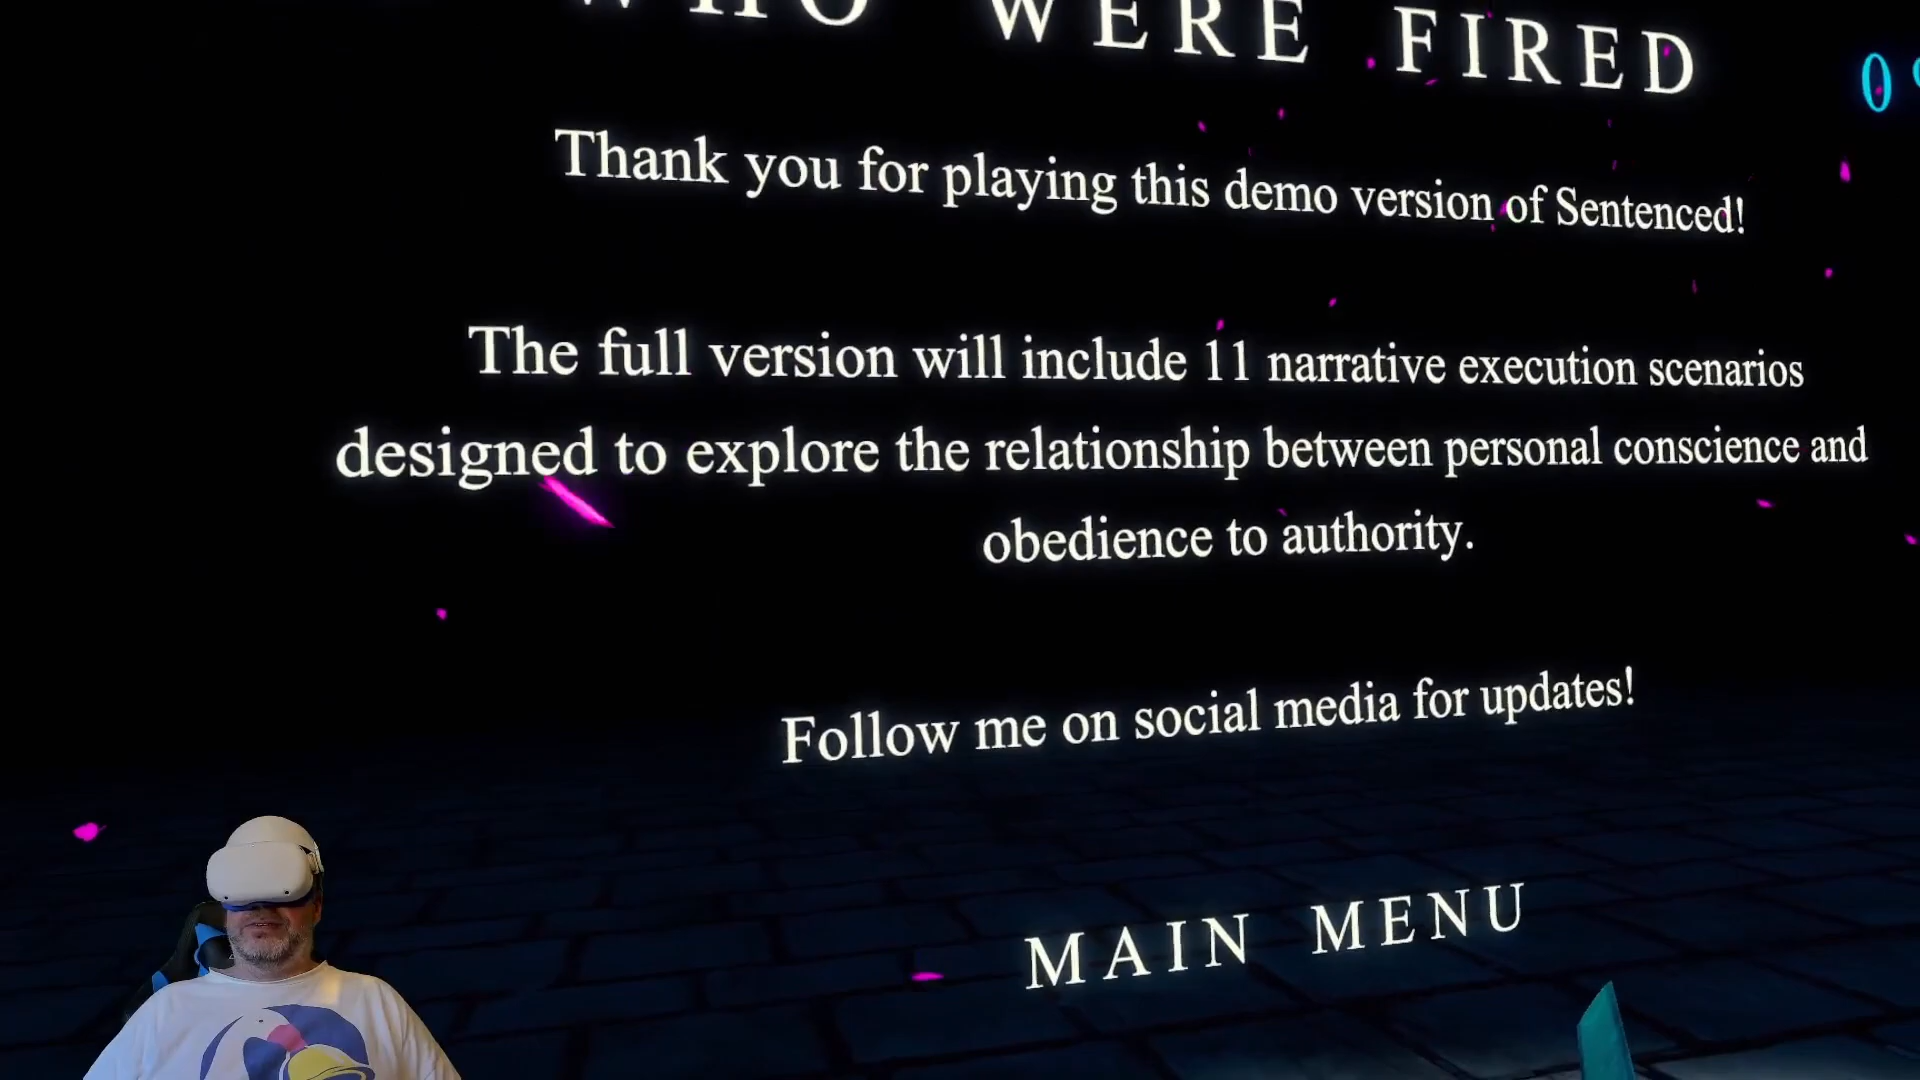 WHO WERE FIRED
0
Thank you for playing this demo version of Sentenced!
The full version will include 11 narrative execution scenarios
designed to explore the relationship between personal conscience and
obedience to authority.
Follow me on social media for updates!
MAIN MENU